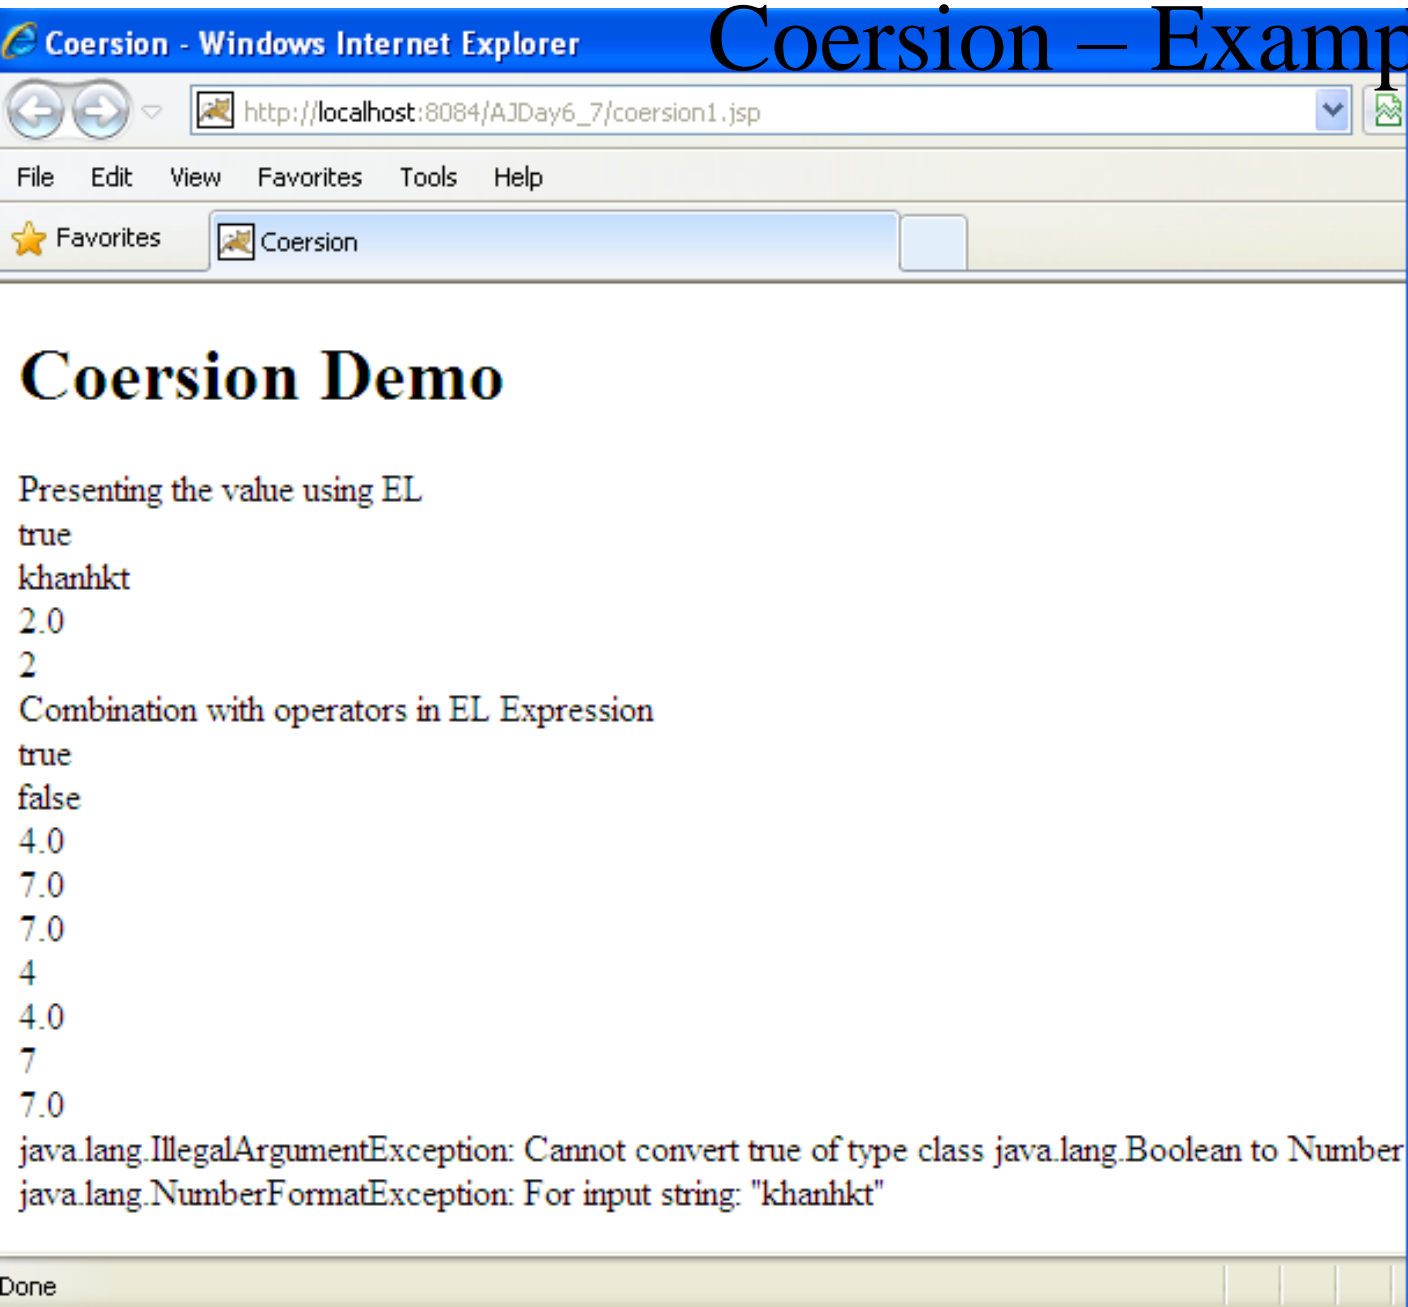 Coersion – Examp
Coersion - Windows Internet Explorer
http://localhost:8084/AJDay6_7/coersion1.jsp
File Edit View Favorites Tools Help
Favorites
Coersion
Coersion Demo
Presenting the value using EL
true
khanhkt
2.0
2
Combination with operators in EL Expression
true
false
4.0
7.0
7.0
4
4.0
7
7.0
java.lang.IllegalArgumentException: Cannot convert true of type class java.lang.Boolean to Number
java.lang.NumberFormatException: For input string: "khanhkt"
Done